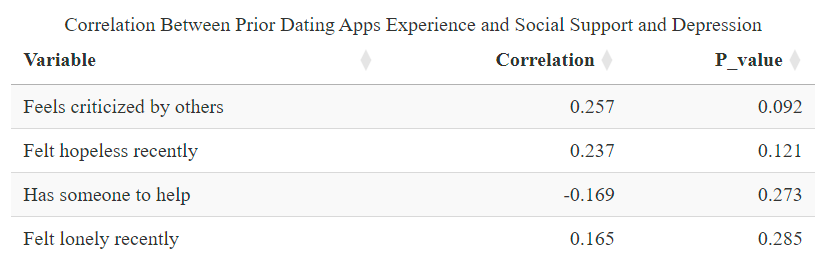 Correlation Between Prior Dating Apps Experience and Social Support and Depression
Variable Correlation P_value
Feels criticized by others 0.257 0.092
Felt hopeless recently 0.237 0.121
Has someone to help -0.169 0.273
Felt lonely recently 0.165 0.285